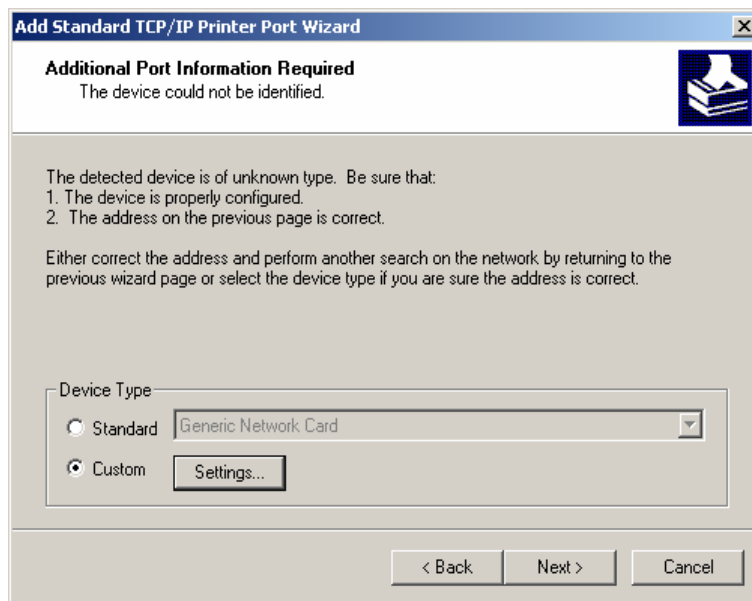 Add Standard TCP/IP Printer Port Wizard
Additional Port Information Required
The device could not be identified.
The detected device is of unknown type. Be sure that:
1. The device is properly configured.
2. The address on the previous page is correct.
Either correct the address and perform another search on the network by returning to the
previous wizard page or select the device type if you are sure the address is correct.
Device Type
Standard Generic Network Card
Custom Settings...
< Back Next > Cancel